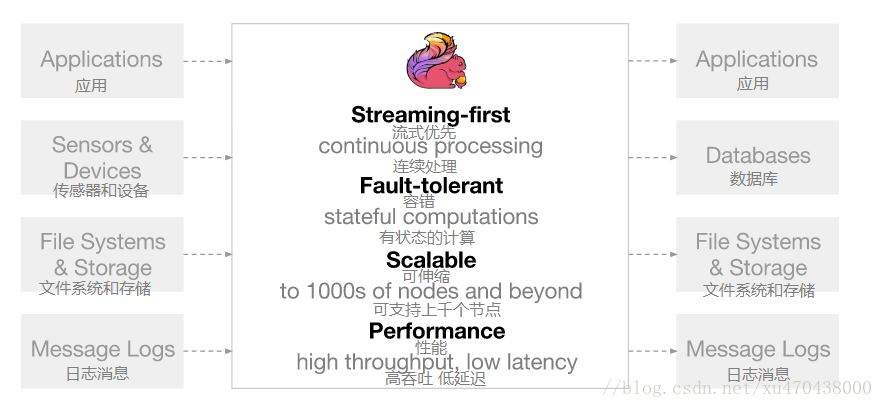 Applications
应用
Sensors &
Devices
传感器和设备
File Systems
& Storage
文件系统和存储
Message Logs
日志消息
Streaming-first
流式优先
continuous processing
连续处理
Fault-tolerant
容错
stateful computations
有状态的计算
Scalable
可伸缩
to 1000s of nodes and beyond
可支持上千个节点
Performance
性能
high throughput, low latency
高吞吐 低延迟
Applications
应用
Databases
数据库
File Systems
& Storage
文件系统和存储
Message Logs
日志消息
//blog.csdn.net/xu470438000